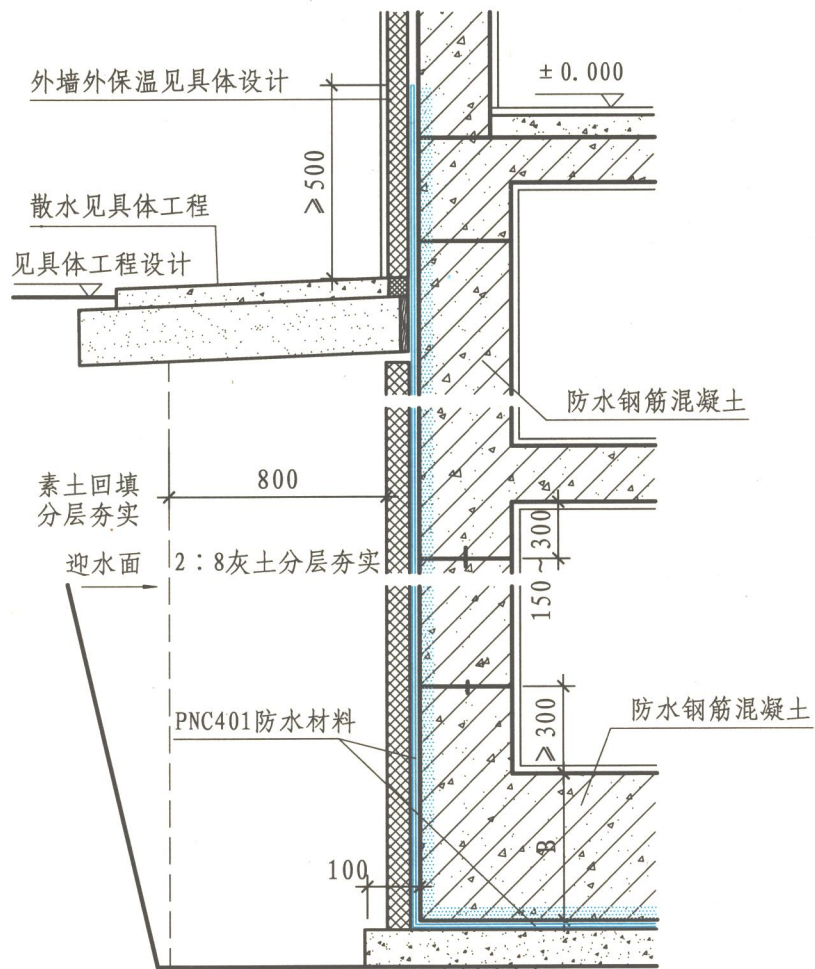 外墙外保温见具体设计
±0.000
≥500
散水见具体工程
见具体工程设计
防水钢筋混凝土
素土回填
分层夯实
800
迎水面
2：8灰土分层夯实
150~300
PNC401防水材料
≥300
防水钢筋混凝土
100
B